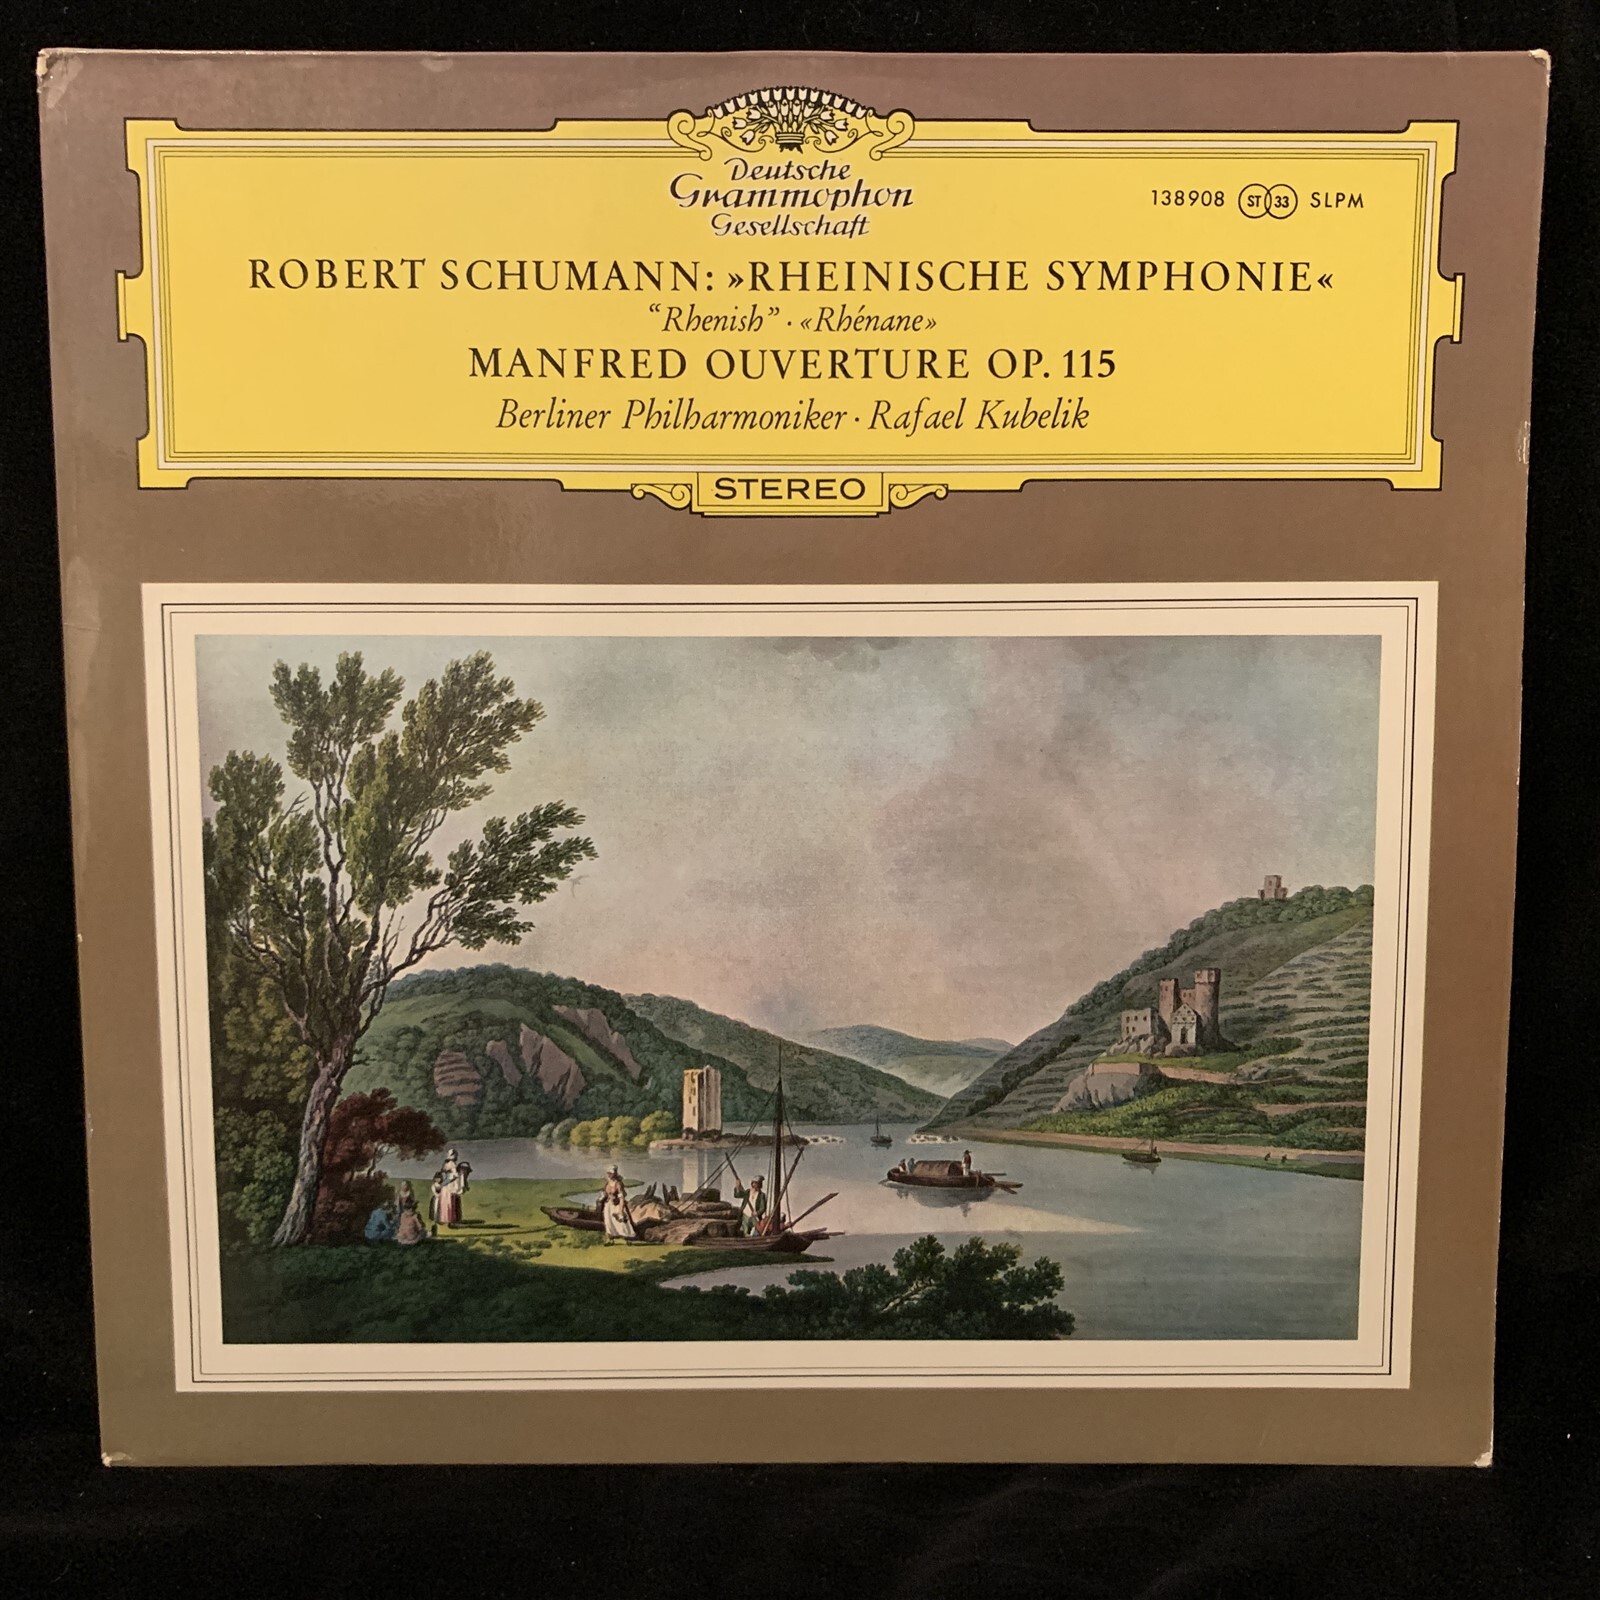 Deutsche
Grammophon
Gesellschaft
138908 ST 33 SLPM
ROBERT SCHUMANN: »RHEINISCHE SYMPHONIE«
“Rhenish” · «Rhénane»
MANFRED OUVERTURE OP. 115
Berliner Philharmoniker · Rafael Kubelik
STEREO